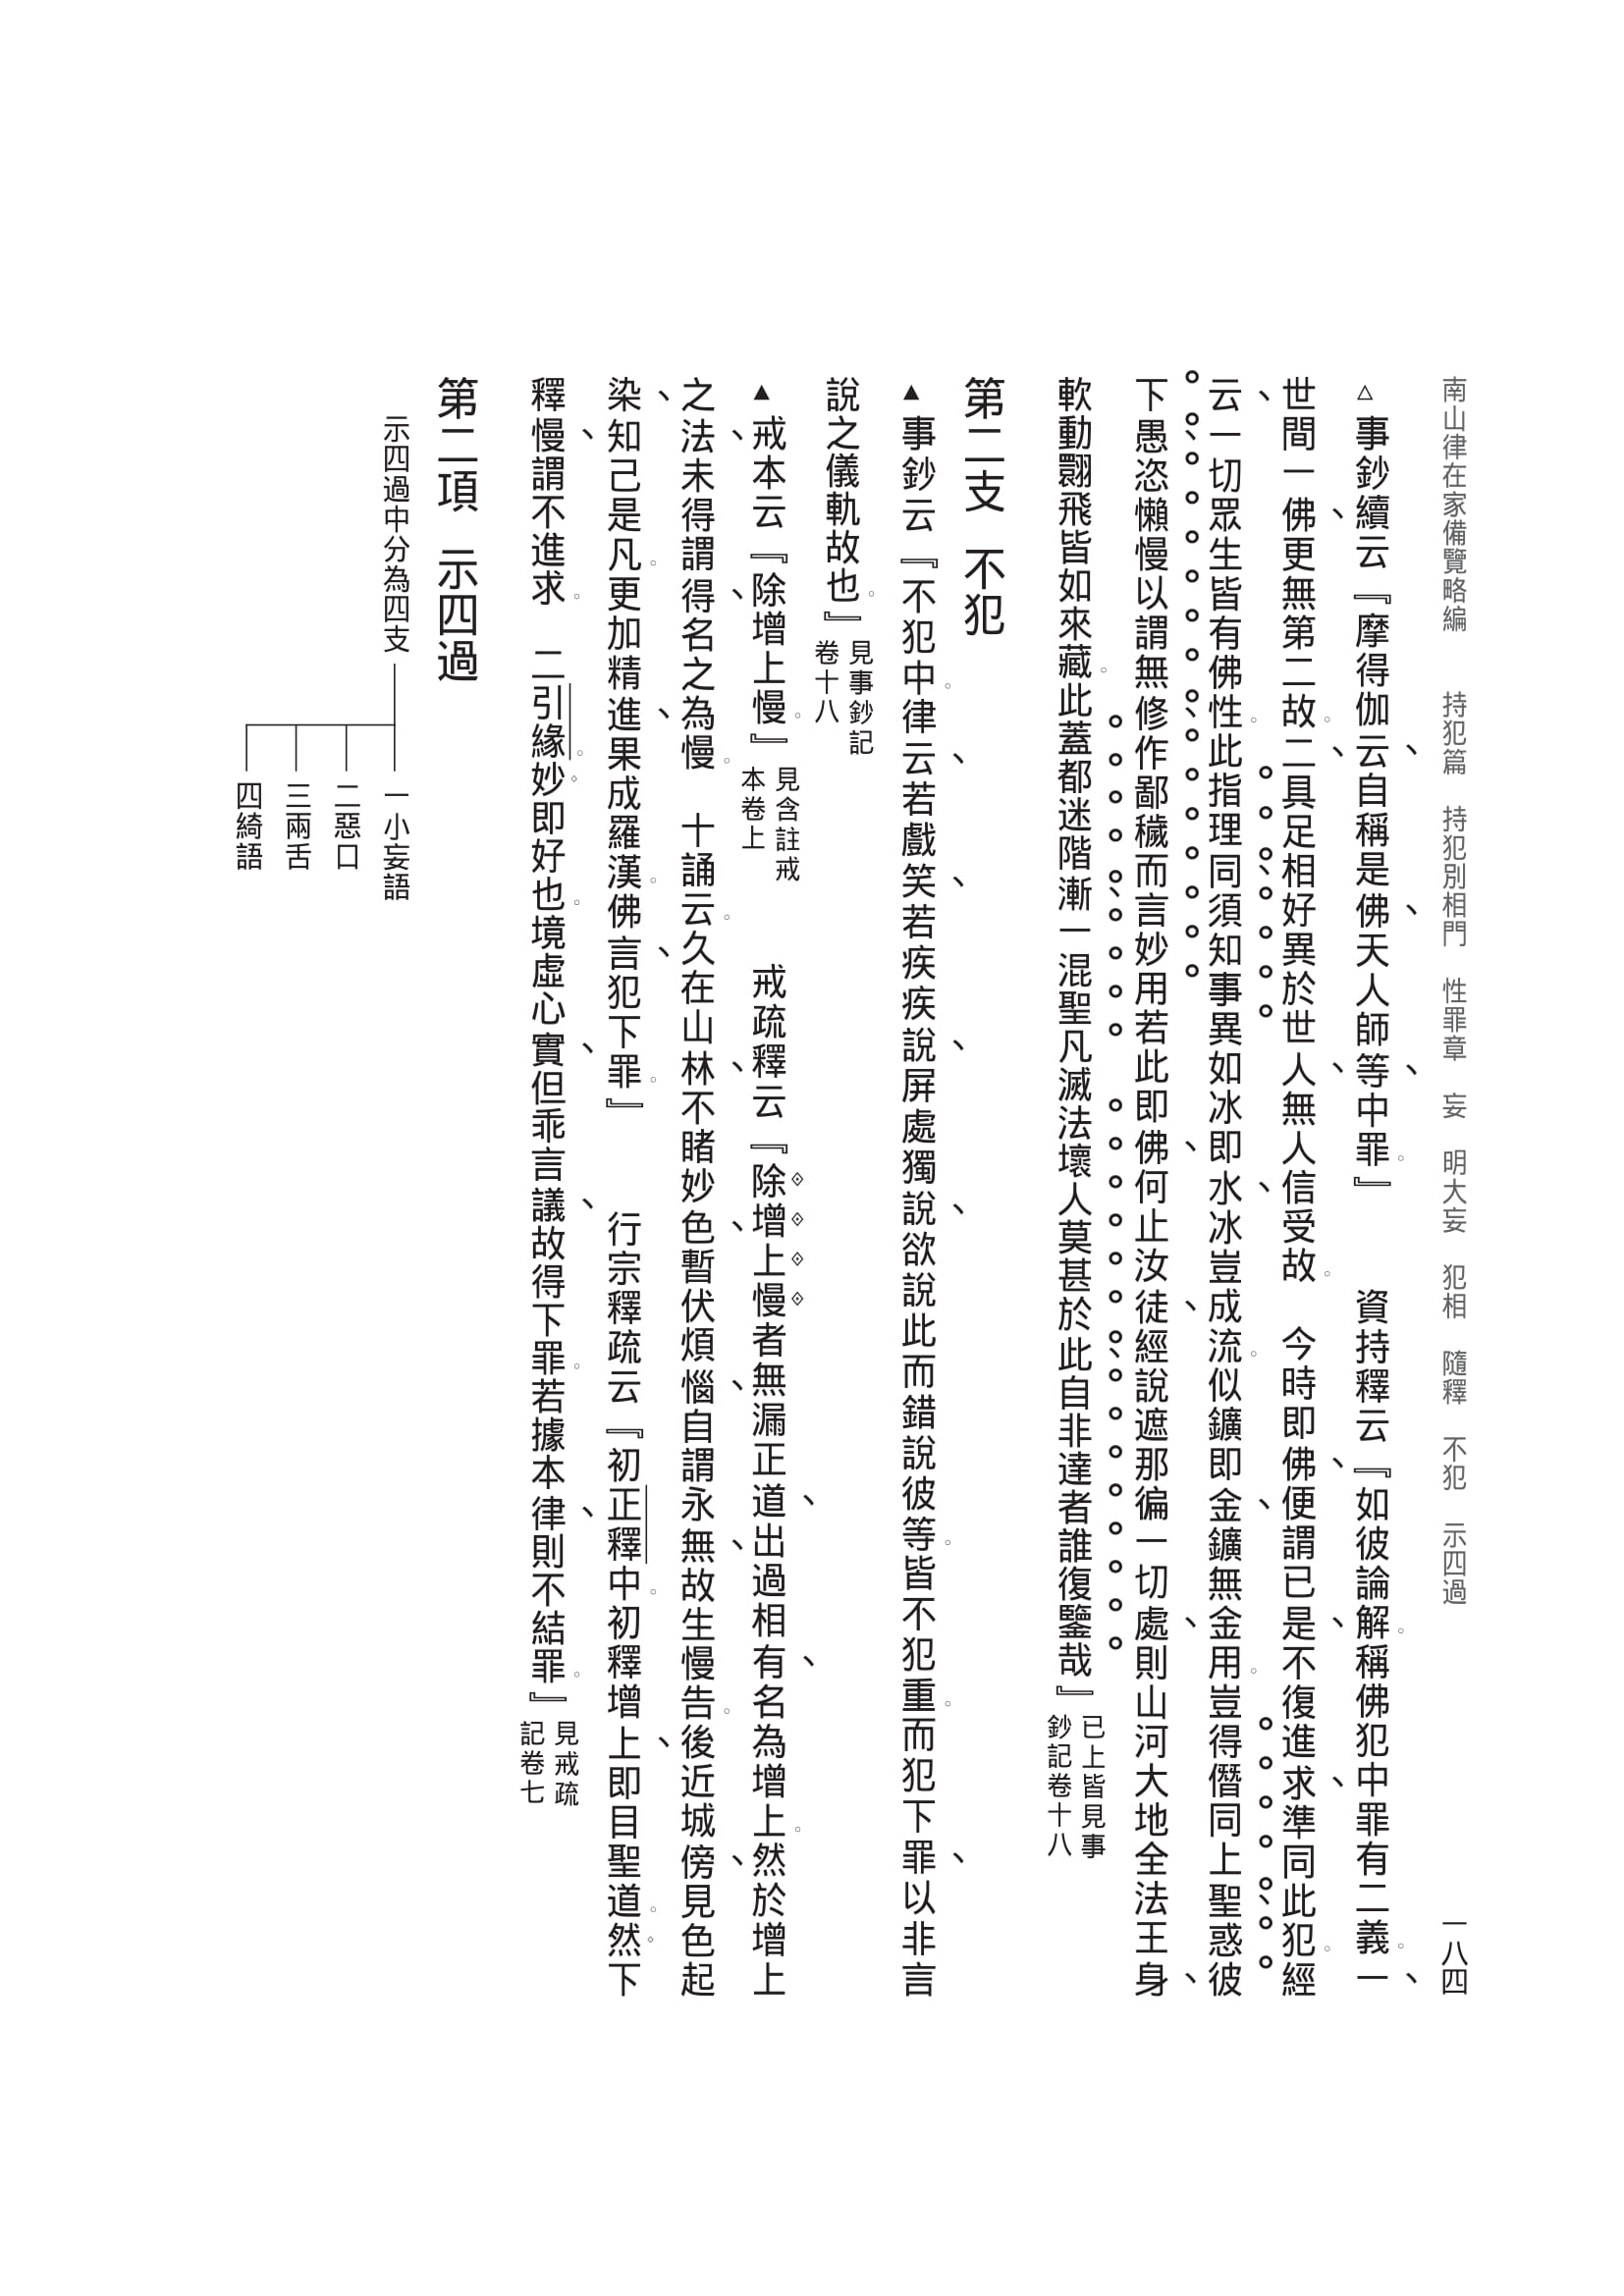 南山律在家備覽略編　　持犯篇　持犯別相門　性罪章　妄　明大妄　犯相　隨釋　不犯　示四過　　一八四
△事鈔續云『摩得伽云、自稱是佛、天人師、等中罪。』　　資持釋云『如彼論解。稱佛犯中罪有二義。一、
世間一佛、更無第二故。二、具足相好異於世人、無人信受故。　今時即佛、便謂已是、不復進求、準同此犯。經
云、一切眾生皆有佛性。此指理同須知事異如冰即水、冰豈成流。似鑛即金、鑛無金用。豈得僭同上聖惑彼
下愚恣懶慢以謂無修作鄙穢而言妙用若此即佛、何止汝徒、經說遮那徧一切處、則山河大地全法王身、
軟動翾飛皆如來藏。此蓋都迷階漸一混聖凡滅法壞人莫甚於此自非達者誰復鑒哉』已上皆見事鈔記卷十八
第二支　不犯
▲事鈔云『不犯中。律云、若戲笑、若疾疾說、屏處獨說、欲說此而錯說彼等。皆不犯重。而犯下罪、以非言
說之儀軌故也。』見事鈔記卷十八
▲戒本云『除增上慢。』見含註戒本卷上　　戒疏釋云『除增上慢者無漏正道、出過相有、名為增上。然於增上
之法、未得謂得、名之為慢。　十誦云。久在山林、不睹妙色、暫伏煩惱、自謂永無、故生慢告。後近城傍、見色起
染、知己是凡。更加精進、果成羅漢。佛言、犯下罪。』　　行宗釋疏云『初正釋中。初釋增上、即目聖道。然下
釋慢、謂不進求。　二引緣。妙即好也。境虛心實、但乖言議、故得下罪。若據本律、則不結罪。』見戒疏記卷七
第二項　示四過
示四過中分為四支
一小妄語
二惡口
三兩舌
四綺語